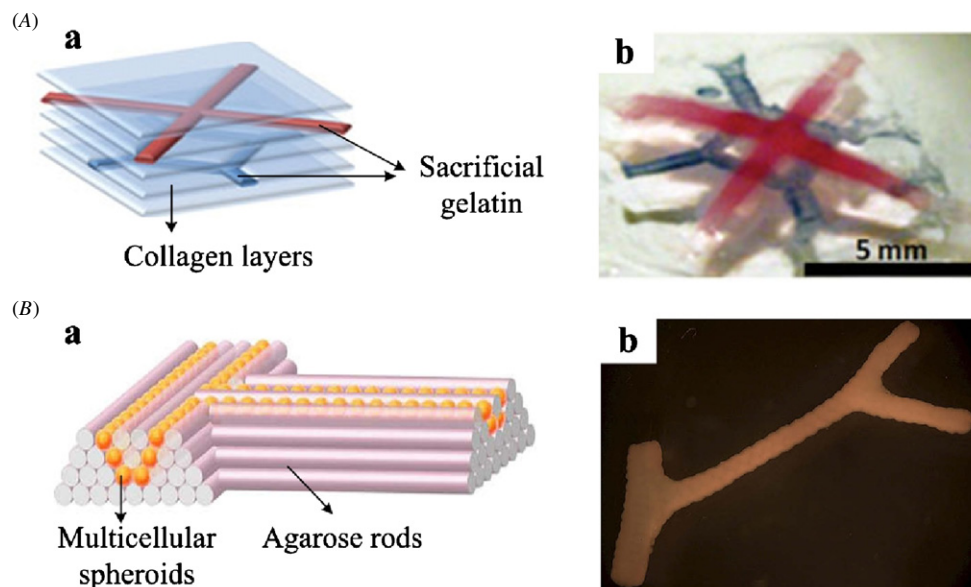 (A)
a
b
Sacrificial
gelatin
Collagen layers
5 mm
(B)
a
b
Multicellular
spheroids
Agarose rods